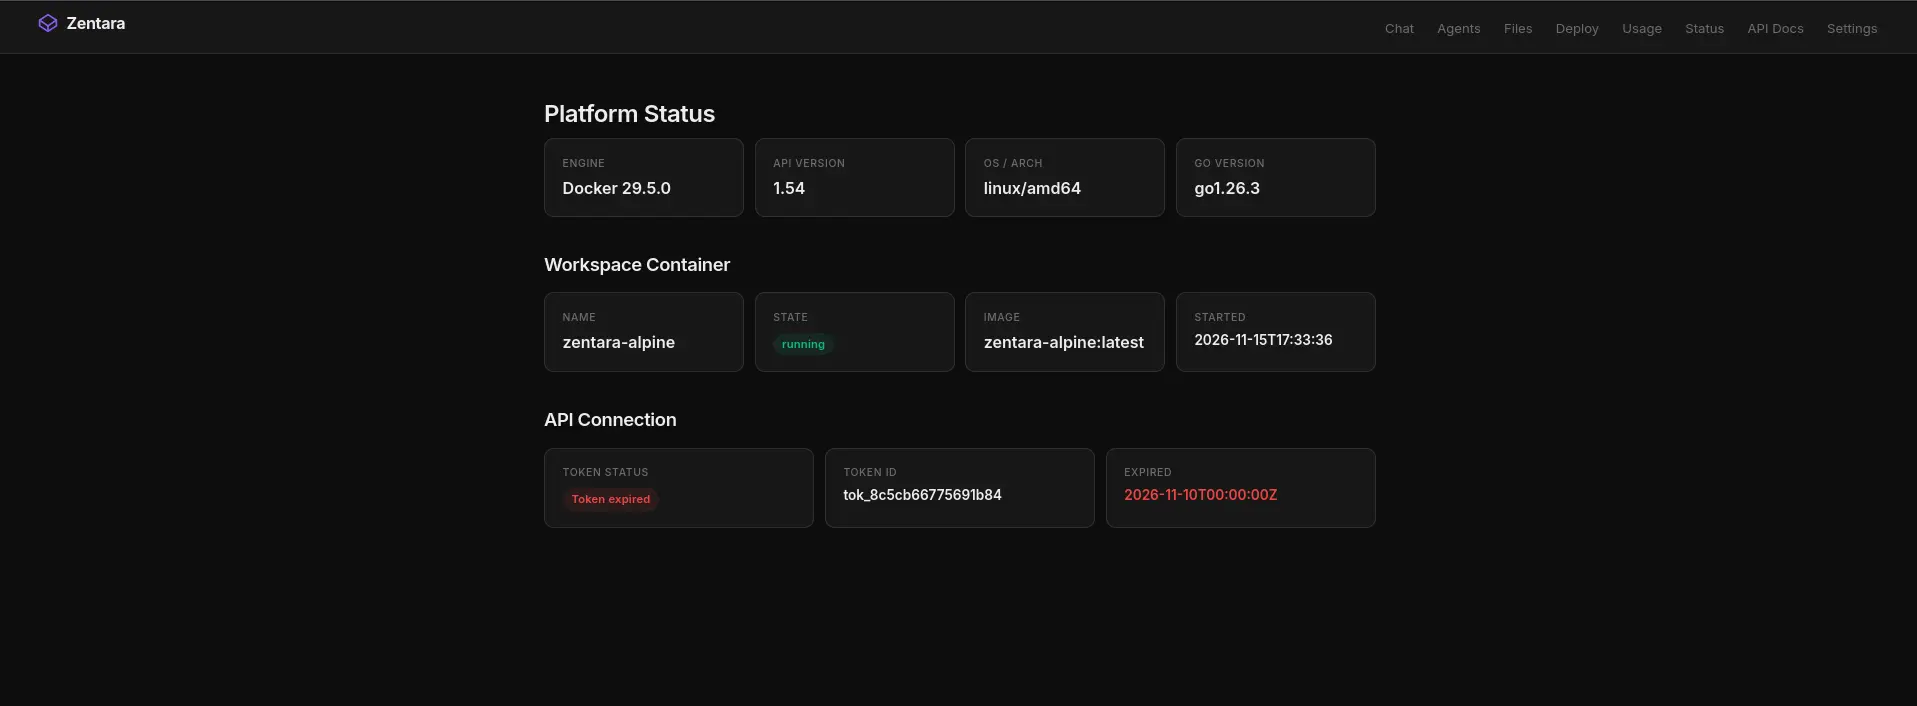 Zentara
Chat Agents Files Deploy Usage Status API Docs Settings
Platform Status
ENGINE API VERSION OS / ARCH GO VERSION
Docker 29.5.0 1.54 linux/amd64 go1.26.3
Workspace Container
NAME STATE IMAGE STARTED
zentara-alpine running zentara-alpine:latest 2026-11-15T17:33:36
API Connection
TOKEN STATUS TOKEN ID EXPIRED
Token expired tok_8c5cb66775691b84 2026-11-10T00:00:00Z